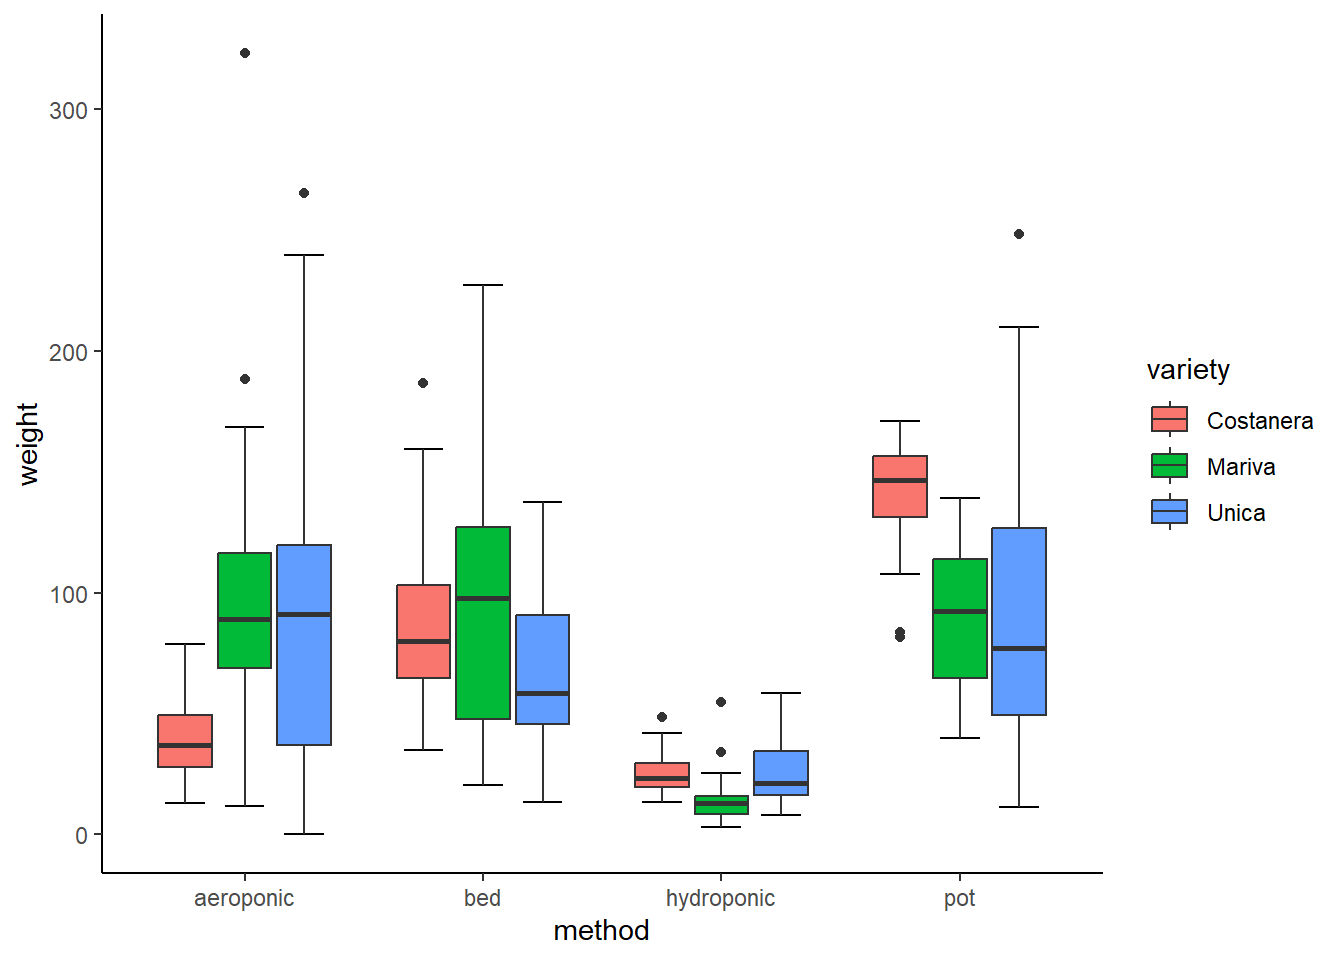 300
200
100
0
weight
aeroponic bed hydroponic pot
method
variety
Costanera
Mariva
Unica